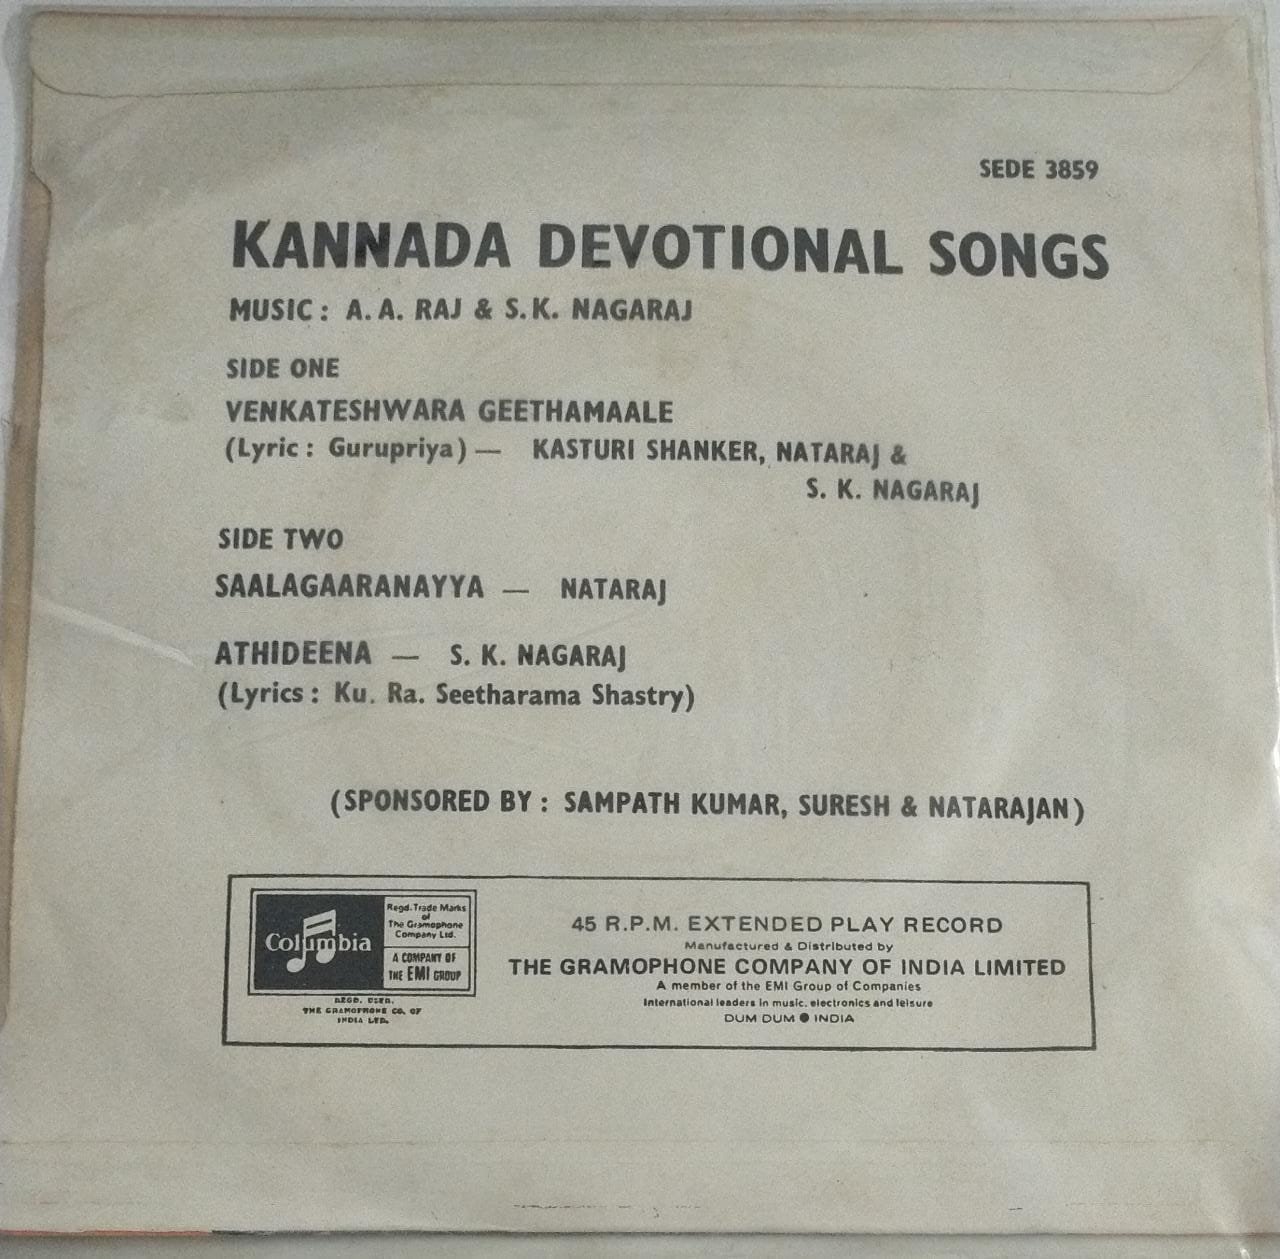 SEDE 3859
KANNADA DEVOTIONAL SONGS
MUSIC : A. A. RAJ & S. K. NAGARAJ
SIDE ONE
VENKATESHWARA GEETHAMAALE
(Lyric : Gurupriya) — KASTURI SHANKER, NATARAJ &
S. K. NAGARAJ
SIDE TWO
SAALAGAARANAYYA — NATARAJ
ATHIDEENA — S. K. NAGARAJ
(Lyrics : Ku. Ra. Seetharama Shastry)
(SPONSORED BY : SAMPATH KUMAR, SURESH & NATARAJAN)
Columbia
Regd. Trade Marks
of
The Gramophone
Company Ltd.
A COMPANY OF
THE EMI GROUP
REGD. USER.
THE GRAMOPHONE CO. OF
INDIA LTD.
45 R.P.M. EXTENDED PLAY RECORD
Manufactured & Distributed by
THE GRAMOPHONE COMPANY OF INDIA LIMITED
A member of the EMI Group of Companies
International leaders in music, electronics and leisure
DUM DUM ● INDIA